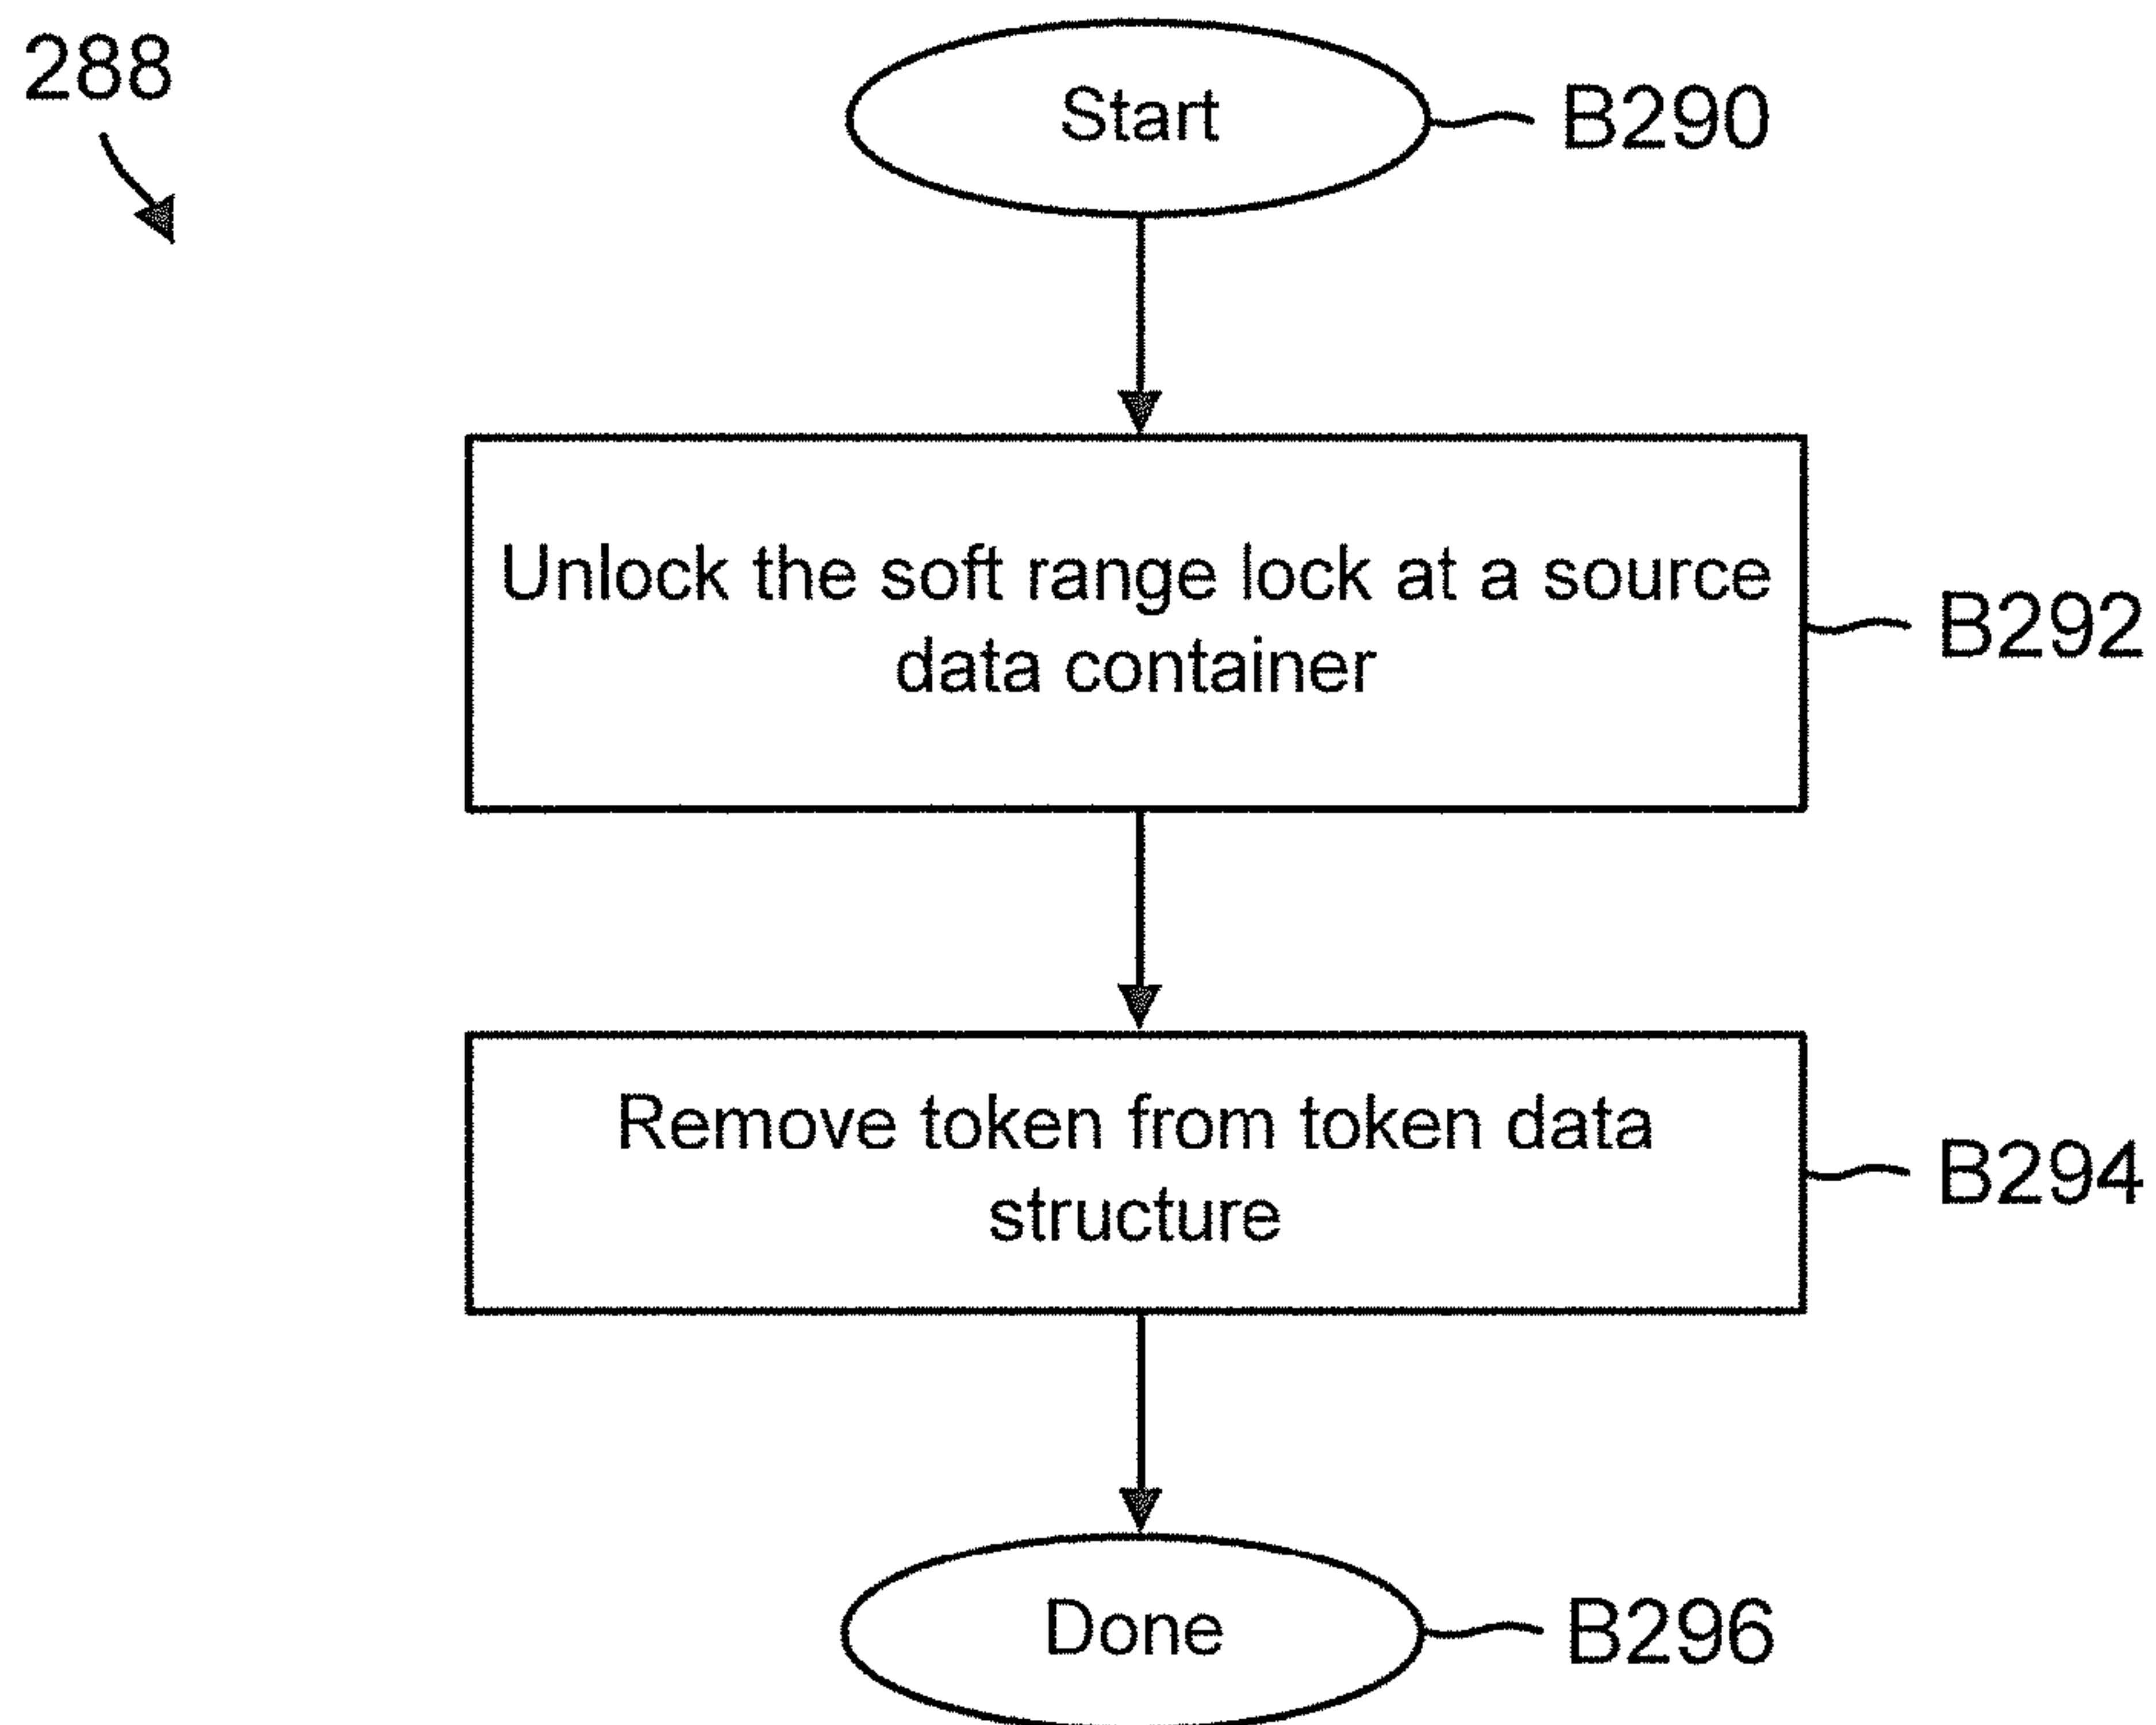 288
Start
B290
Unlock the soft range lock at a source
data container
B292
Remove token from token data
structure
B294
Done
B296